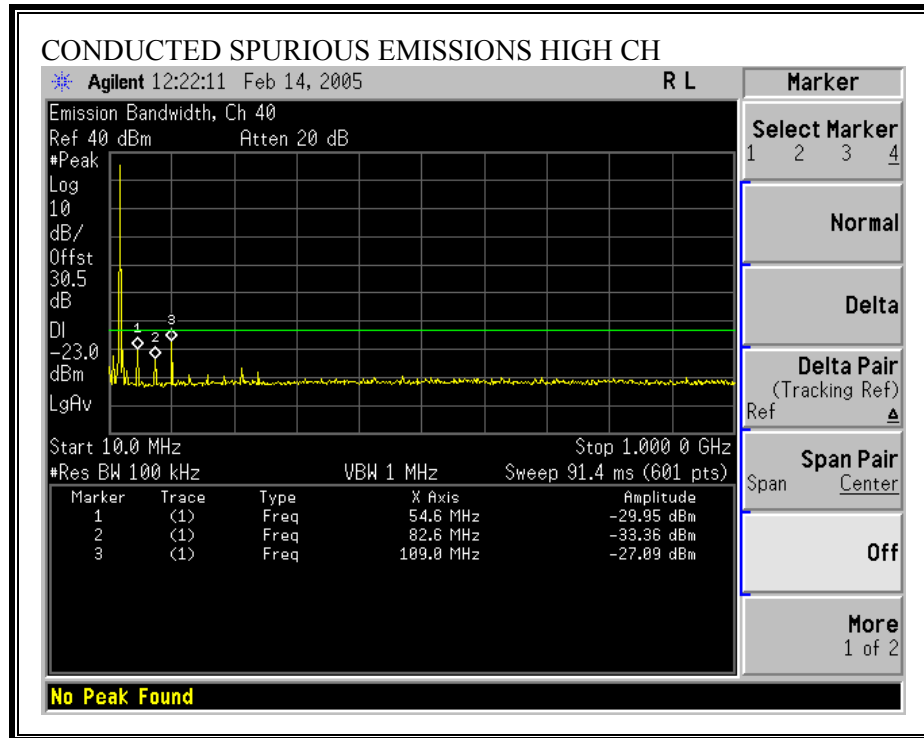 CONDUCTED SPURIOUS EMISSIONS HIGH CH
Agilent 12:22:11 Feb 14, 2005 R L
Emission Bandwidth, Ch 40
Ref 40 dBm Atten 20 dB
#Peak
Log
10
dB/
Offst
30.5
dB
DI
-23.0
dBm
LgAv
1
2
3
Start 10.0 MHz Stop 1.000 0 GHz
#Res BW 100 kHz VBW 1 MHz Sweep 91.4 ms (601 pts)
Marker Trace Type X Axis Amplitude
1 (1) Freq 54.6 MHz -29.95 dBm
2 (1) Freq 82.6 MHz -33.36 dBm
3 (1) Freq 109.0 MHz -27.09 dBm
No Peak Found
Marker
Select Marker
1 2 3 4
Normal
Delta
Delta Pair
(Tracking Ref)
Ref Δ
Span Pair
Span Center
Off
More
1 of 2